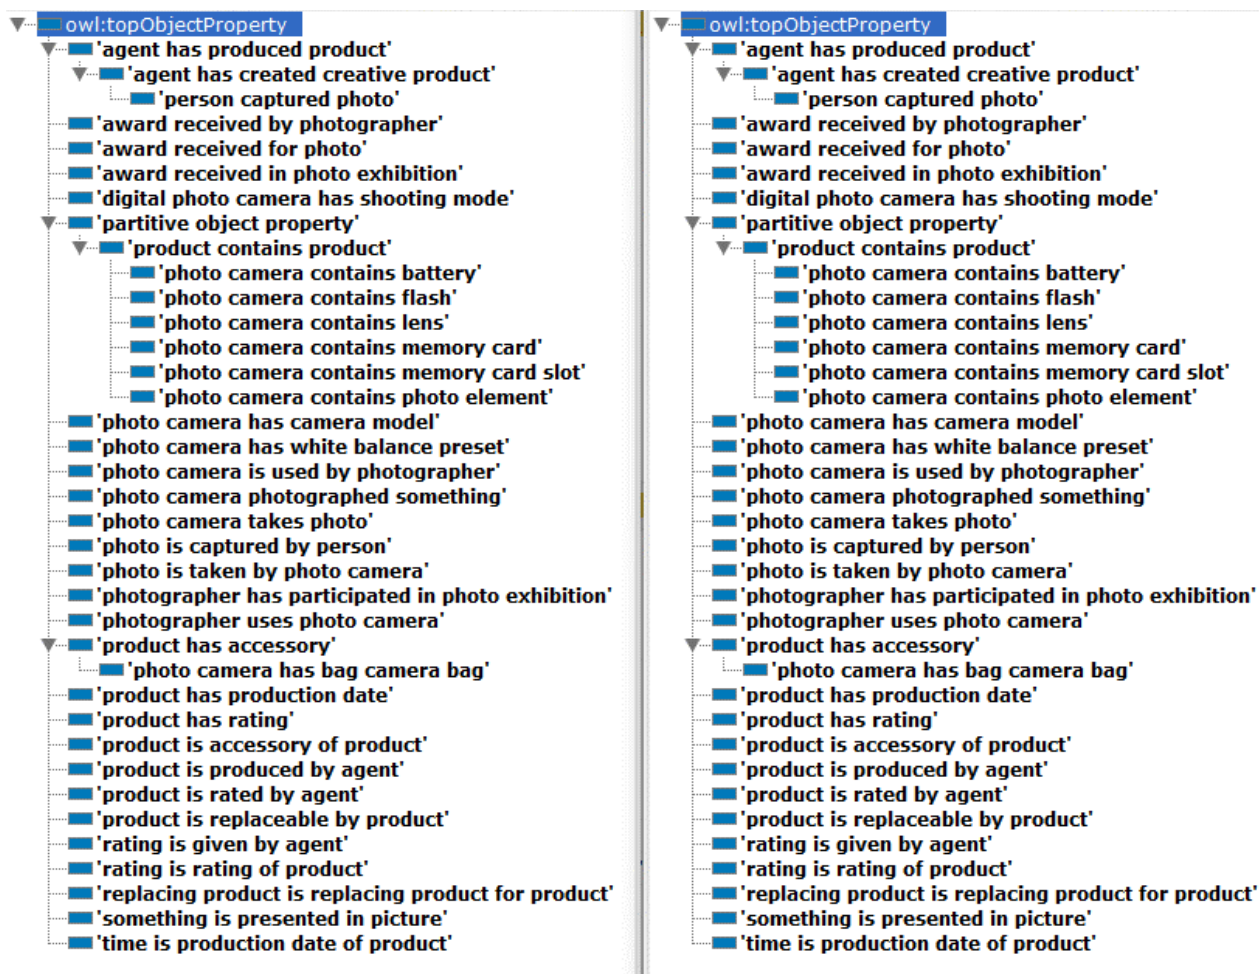 owl:topObjectProperty
'agent has produced product'
'agent has created creative product'
'person captured photo'
'award received by photographer'
'award received for photo'
'award received in photo exhibition'
'digital photo camera has shooting mode'
'partitive object property'
'product contains product'
'photo camera contains battery'
'photo camera contains flash'
'photo camera contains lens'
'photo camera contains memory card'
'photo camera contains memory card slot'
'photo camera contains photo element'
'photo camera has camera model'
'photo camera has white balance preset'
'photo camera is used by photographer'
'photo camera photographed something'
'photo camera takes photo'
'photo is captured by person'
'photo is taken by photo camera'
'photographer has participated in photo exhibition'
'photographer uses photo camera'
'product has accessory'
'photo camera has bag camera bag'
'product has production date'
'product has rating'
'product is accessory of product'
'product is produced by agent'
'product is rated by agent'
'product is replaceable by product'
'rating is given by agent'
'rating is rating of product'
'replacing product is replacing product for product'
'something is presented in picture'
'time is production date of product'
owl:topObjectProperty
'agent has produced product'
'agent has created creative product'
'person captured photo'
'award received by photographer'
'award received for photo'
'award received in photo exhibition'
'digital photo camera has shooting mode'
'partitive object property'
'product contains product'
'photo camera contains battery'
'photo camera contains flash'
'photo camera contains lens'
'photo camera contains memory card'
'photo camera contains memory card slot'
'photo camera contains photo element'
'photo camera has camera model'
'photo camera has white balance preset'
'photo camera is used by photographer'
'photo camera photographed something'
'photo camera takes photo'
'photo is captured by person'
'photo is taken by photo camera'
'photographer has participated in photo exhibition'
'photographer uses photo camera'
'product has accessory'
'photo camera has bag camera bag'
'product has production date'
'product has rating'
'product is accessory of product'
'product is produced by agent'
'product is rated by agent'
'product is replaceable by product'
'rating is given by agent'
'rating is rating of product'
'replacing product is replacing product for product'
'something is presented in picture'
'time is production date of product'